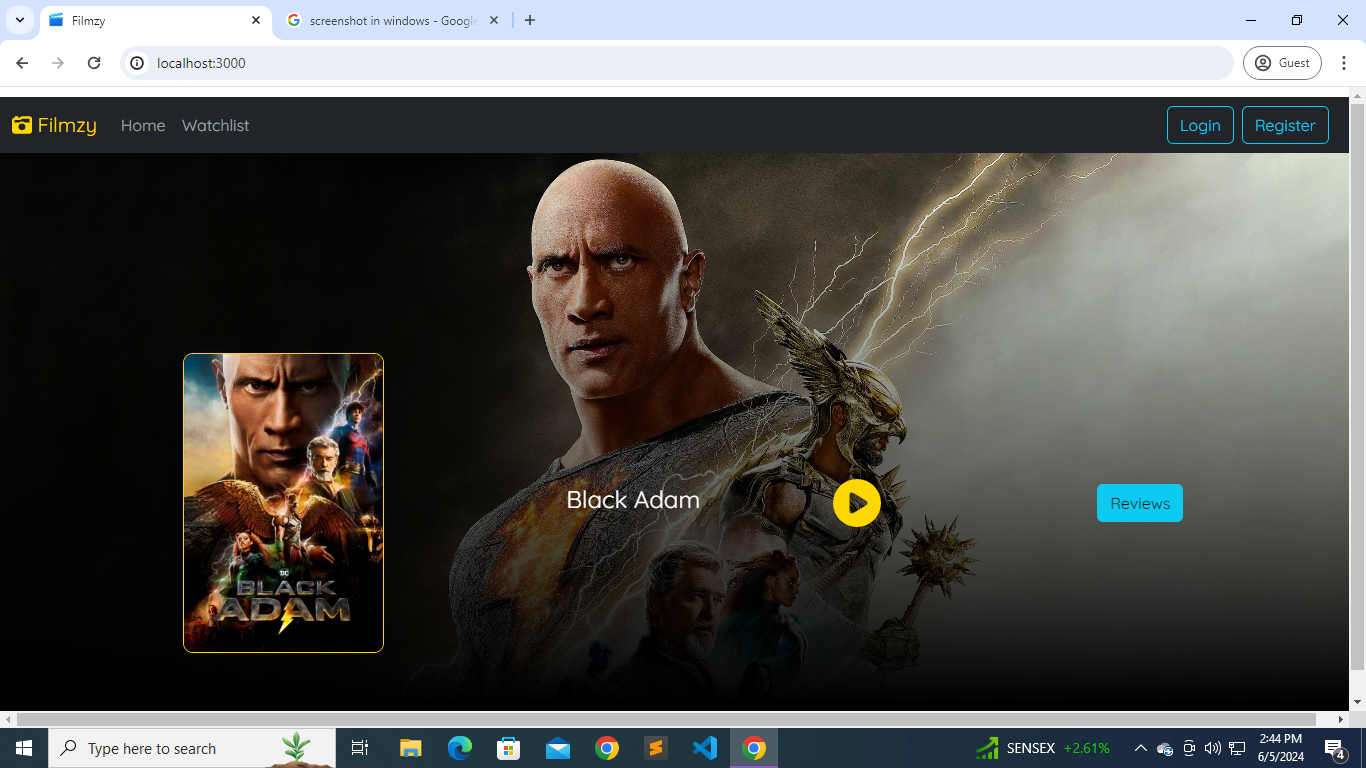 Filmzy
screenshot in windows - Google
localhost:3000
Guest
Filmzy
Home
Watchlist
Login
Register
DC
BLACK
ADAM
Black Adam
Reviews
Type here to search
SENSEX +2.61%
2:44 PM
6/5/2024
4